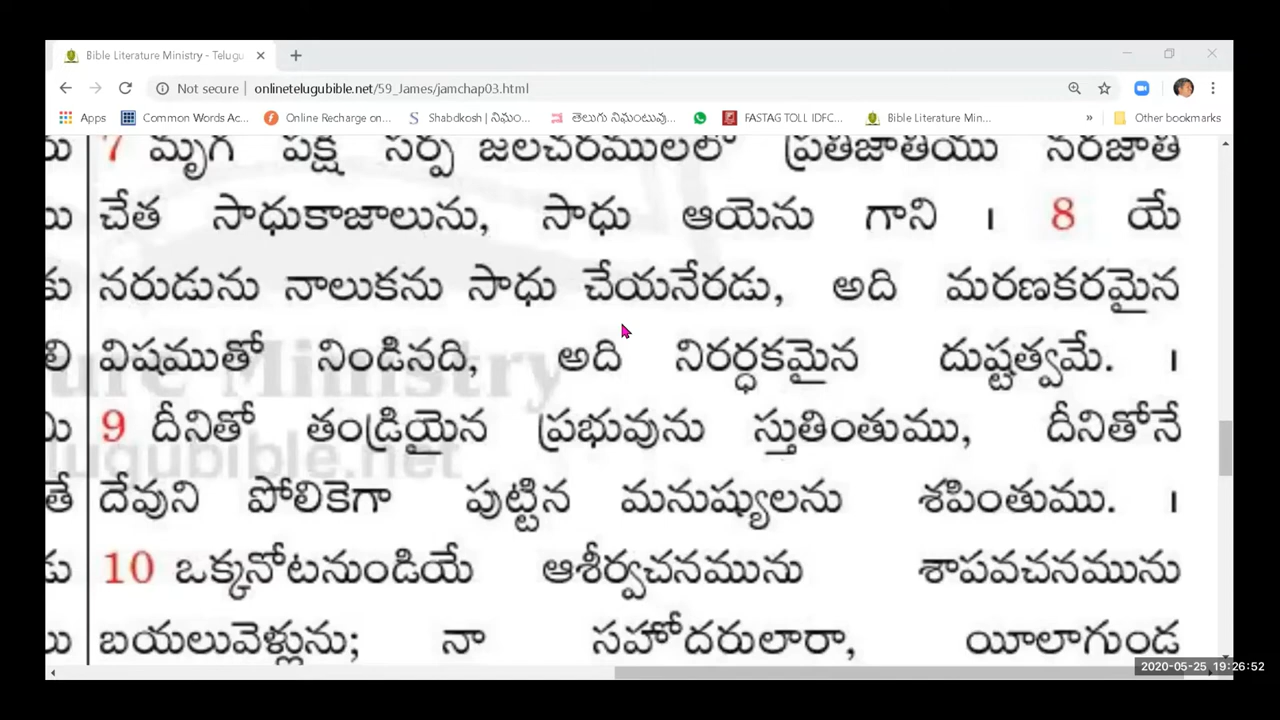 Bible Literature Ministry - Telugu
Not secure | onlinetelugubible.net/59_James/jamchap03.html
Apps Common Words Ac... Online Recharge on... Shabdkosh | నిఘం... తెలుగు నిఘంటువు... FASTAG TOLL IDFC... Bible Literature Min... » Other bookmarks
7 మృగ పక్షి సర్ప జలచరములలో ప్రతిజాతియు నరజాతి
చేత సాధుకాజాలును, సాధు ఆయెను గాని । 8 యే
నరుడును నాలుకను సాధు చేయనేరడు, అది మరణకరమైన
విషముతో నిండినది, అది నిరర్ధకమైన దుష్టత్వమే. ।
9 దీనితో తండ్రియైన ప్రభువును స్తుతింతుము, దీనితోనే
దేవుని పోలికెగా పుట్టిన మనుష్యులను శపింతుము. ।
10 ఒక్కనోటనుండియే ఆశీర్వచనమును శాపవచనమును
బయలువెళ్లును; నా సహోదరులారా, యీలాగుండ
2020-05-25 19:26:52